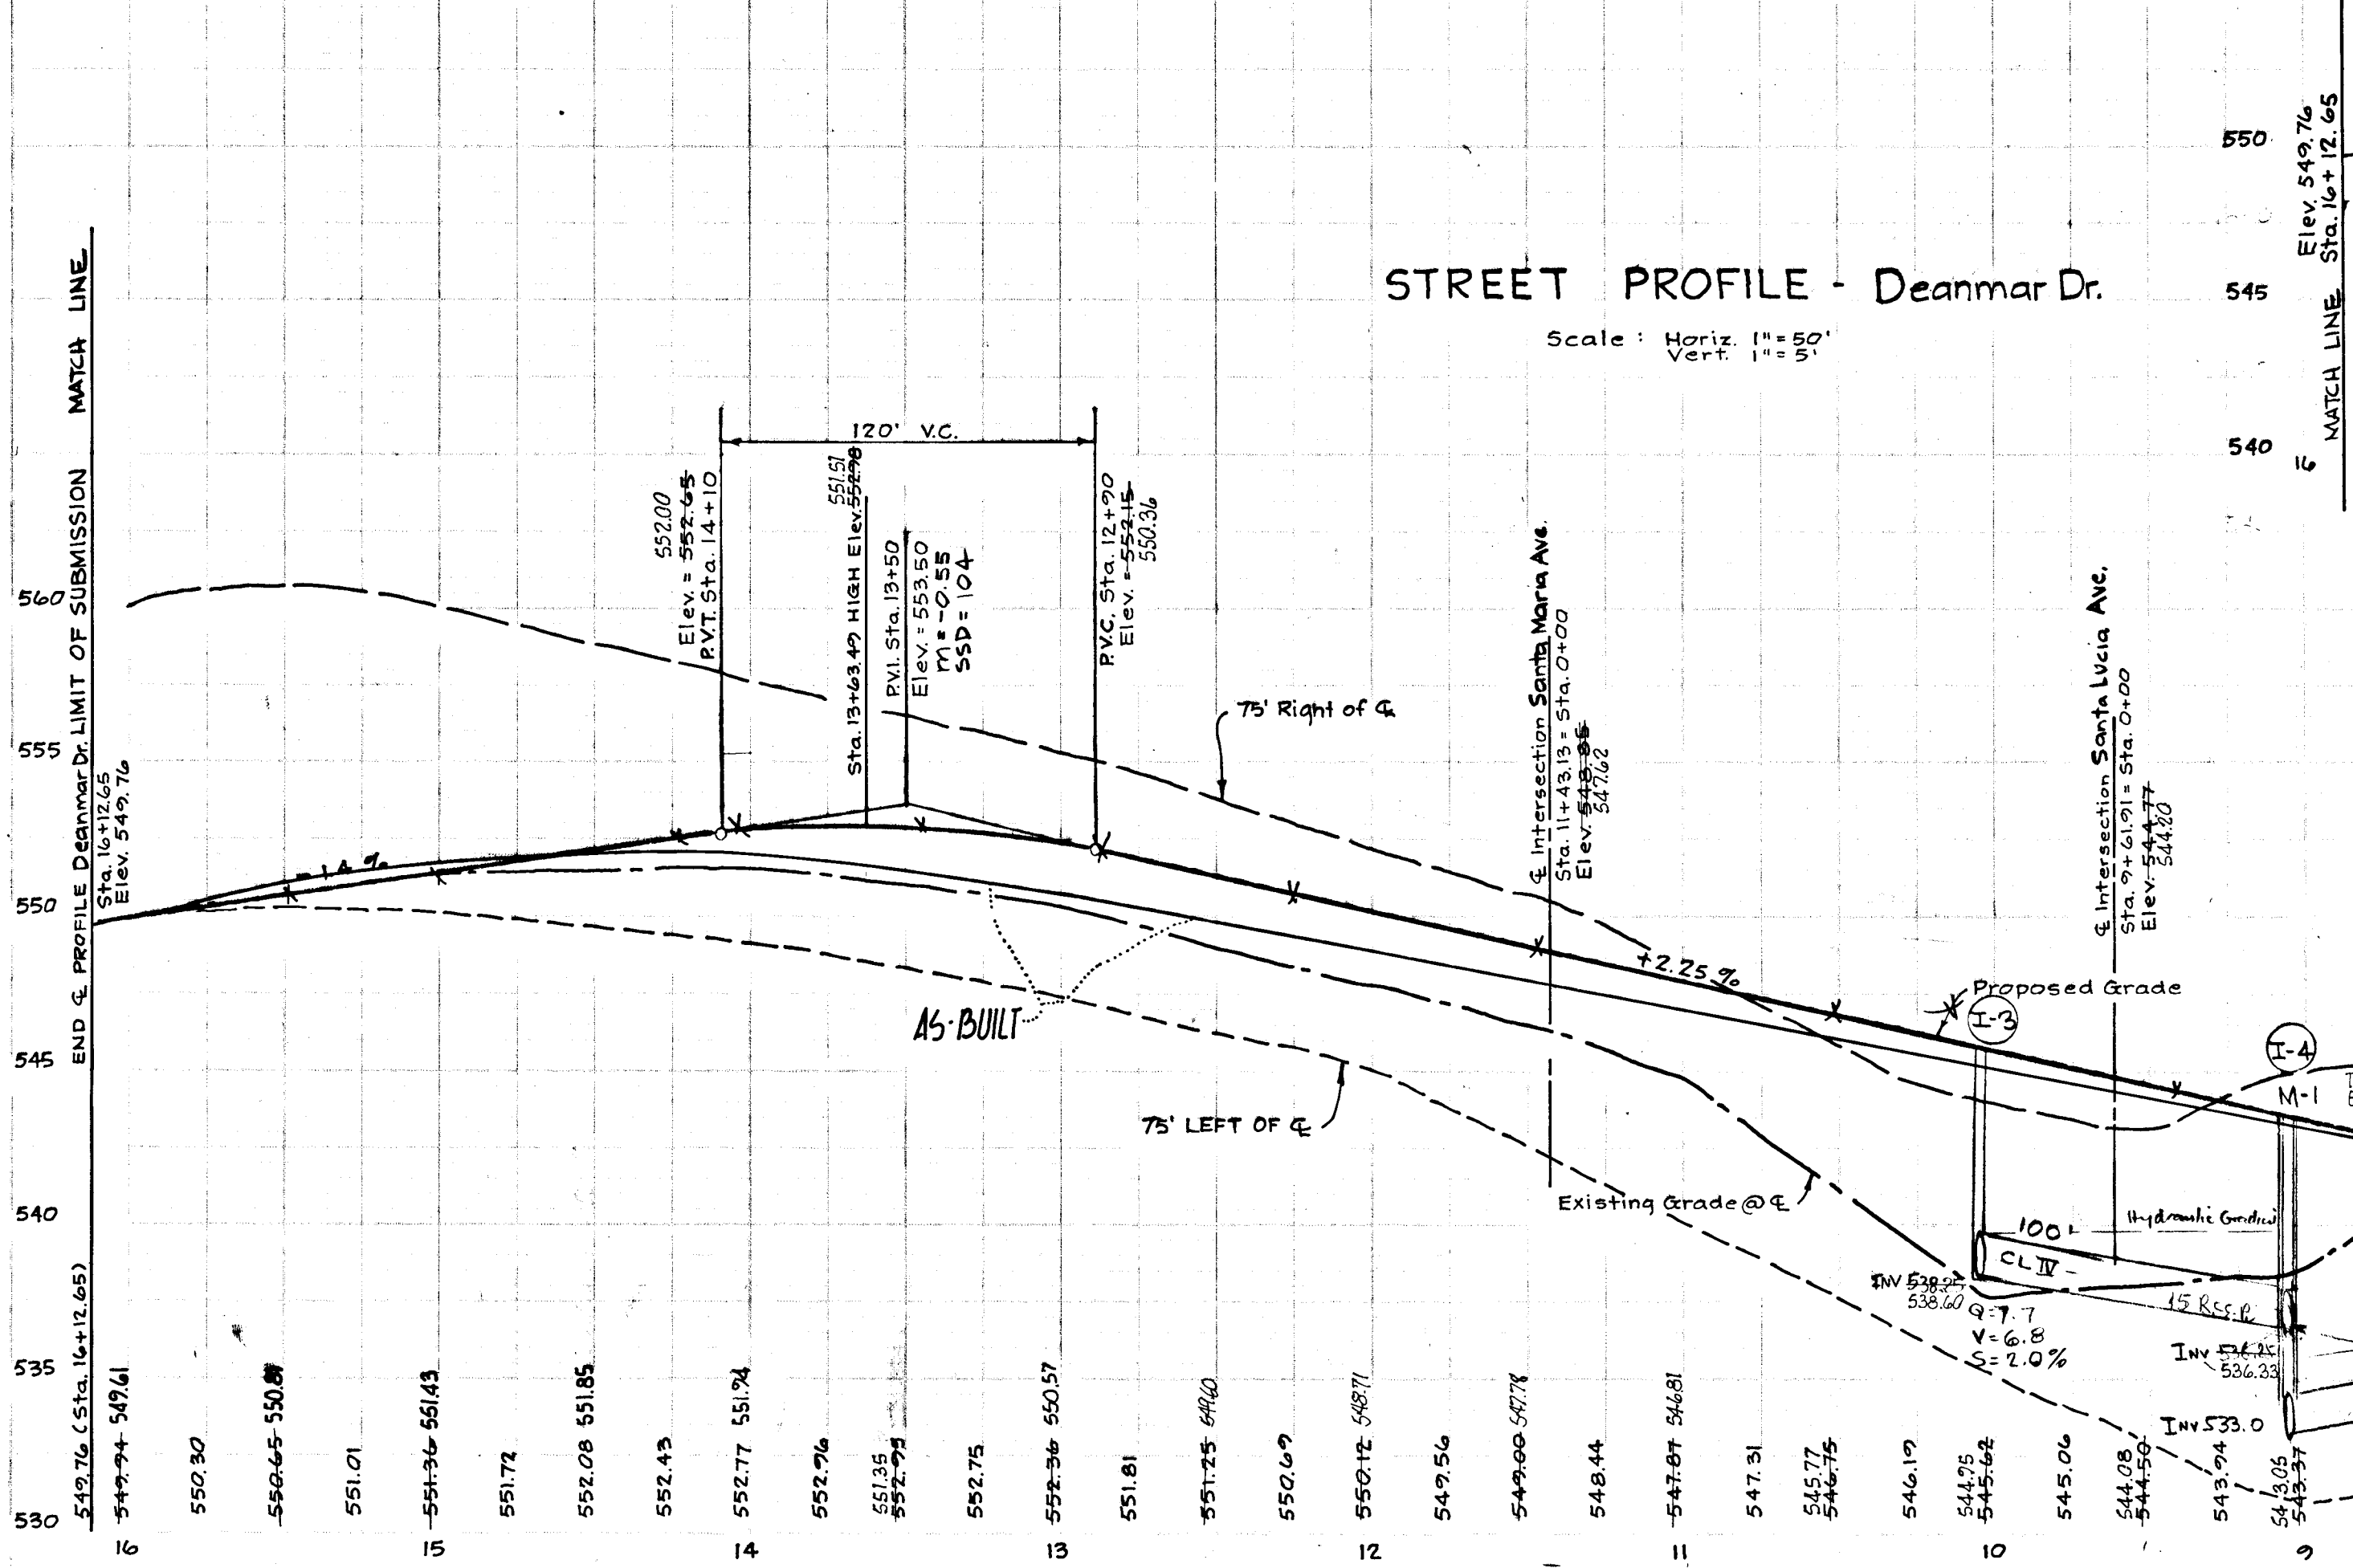 STREET PROFILE - Deanmar Dr.
Scale : Horiz. 1" = 50'
Vert. 1" = 5'
550
545
540
16
MATCH LINE
Elev. 549.76
Sta. 16+12.65
END ℄ PROFILE Deanmar Dr. LIMIT OF SUBMISSION MATCH LINE
Sta. 16+12.65
Elev. 549.76
549.76 (Sta. 16+12.65)
560
555
550
545
540
535
530
120' V.C.
552.00
Elev. = 552.65
P.V.T. Sta. 14+10
551.51
Sta. 13+63.49 HIGH Elev. 552.98
P.V.I. Sta. 13+50
Elev. = 553.50
m = -0.55
SSD = 104
P.V.C. Sta. 12+90
Elev. = 552.15
550.36
75' Right of ℄
℄ Intersection Santa Maria Ave.
Sta. 11+43.13 = Sta. 0+00
Elev. 548.85
547.62
℄ Intersection Santa Lucia Ave.
Sta. 9+61.91 = Sta. 0+00
Elev. 544.77
544.20
-1.4 %
+2.25 %
Proposed Grade
I-3
I-4
M-1
AS-BUILT
75' LEFT OF ℄
Existing Grade @ ℄
100 L
Hydraulic Gradient
CL IV
INV 538.25
538.60
Q=7.7
V=6.8
S=2.0%
INV 536.25
536.33
INV 533.0
549.94 549.61
550.30
550.65
551.01
551.36 551.43
551.72
552.08 551.85
552.43
552.77 551.94
552.96
551.35
552.95
552.75
552.36 550.57
551.81
551.25 549.60
550.69
550.12 548.71
549.56
549.00 547.78
548.44
547.87 546.81
547.31
545.77
546.75
546.19
544.95
545.62
545.06
544.08
544.50
543.94
543.05
543.37
16 15 14 13 12 11 10 9